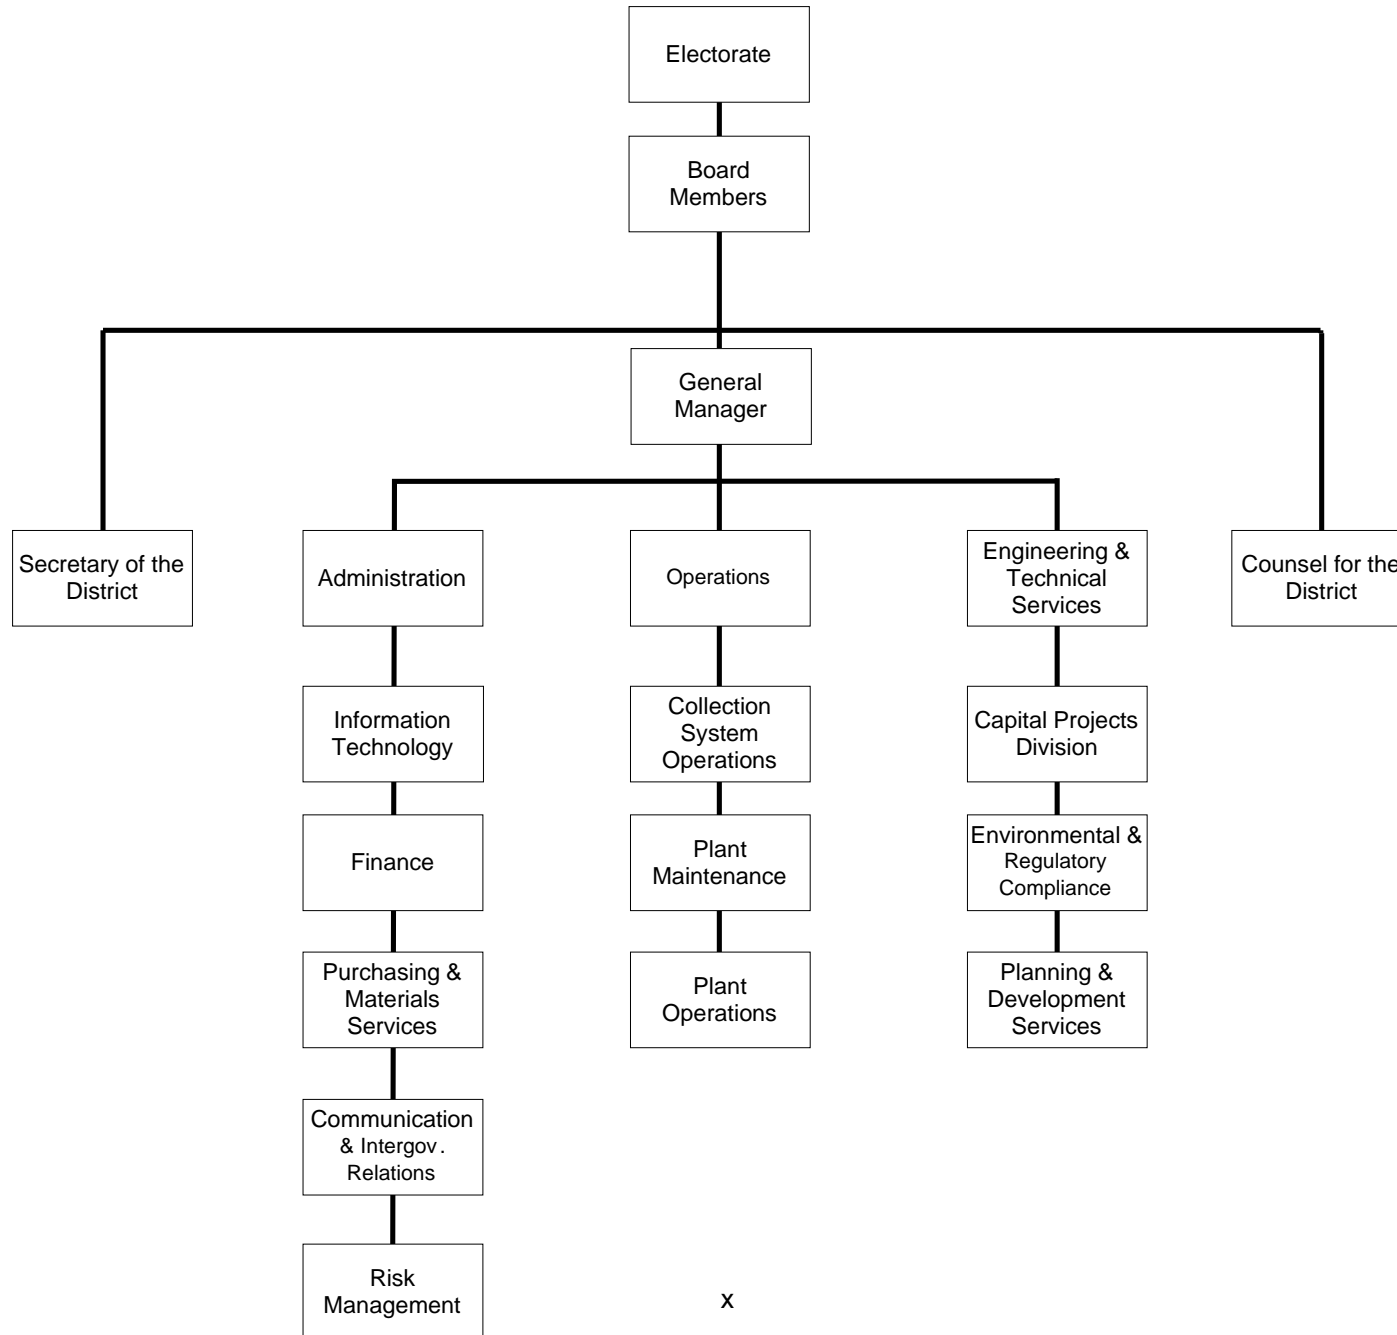 Electorate
Board
Members
General
Manager
Secretary of the
District
Administration
Operations
Engineering &
Technical
Services
Counsel for the
District
Information
Technology
Collection
System
Operations
Capital Projects
Division
Finance
Plant
Maintenance
Environmental &
Regulatory
Compliance
Purchasing &
Materials
Services
Plant
Operations
Planning &
Development
Services
Communication
& Intergov.
Relations
Risk
Management
x